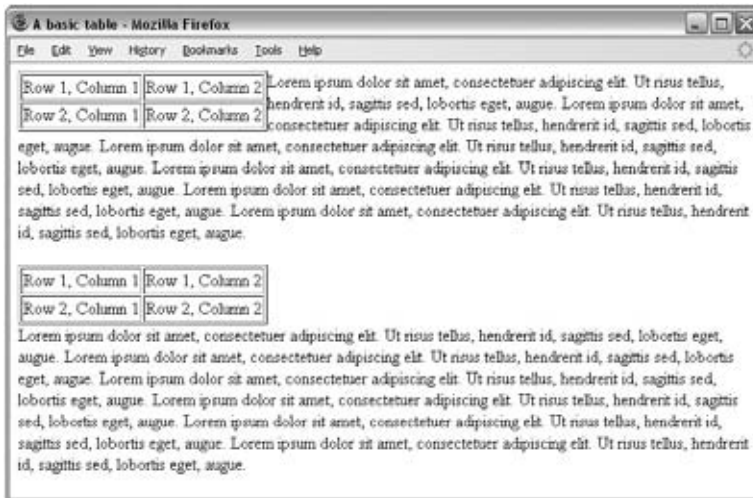 A basic table - Mozilla Firefox
File Edit View History Bookmarks Tools Help
Row 1, Column 1 Row 1, Column 2 Lorem ipsum dolor sit amet, consectetuer adipiscing elit. Ut risus tellus,
hendrerit id, sagittis sed, lobortis eget, augue. Lorem ipsum dolor sit amet,
Row 2, Column 1 Row 2, Column 2 consectetuer adipiscing elit. Ut risus tellus, hendrerit id, sagittis sed, lobortis
eget, augue. Lorem ipsum dolor sit amet, consectetuer adipiscing elit. Ut risus tellus, hendrerit id, sagittis sed,
lobortis eget, augue. Lorem ipsum dolor sit amet, consectetuer adipiscing elit. Ut risus tellus, hendrerit id, sagittis
sed, lobortis eget, augue. Lorem ipsum dolor sit amet, consectetuer adipiscing elit. Ut risus tellus, hendrerit id,
sagittis sed, lobortis eget, augue. Lorem ipsum dolor sit amet, consectetuer adipiscing elit. Ut risus tellus, hendrerit
id, sagittis sed, lobortis eget, augue.
Row 1, Column 1 Row 1, Column 2
Row 2, Column 1 Row 2, Column 2
Lorem ipsum dolor sit amet, consectetuer adipiscing elit. Ut risus tellus, hendrerit id, sagittis sed, lobortis eget,
augue. Lorem ipsum dolor sit amet, consectetuer adipiscing elit. Ut risus tellus, hendrerit id, sagittis sed, lobortis
eget, augue. Lorem ipsum dolor sit amet, consectetuer adipiscing elit. Ut risus tellus, hendrerit id, sagittis sed,
lobortis eget, augue. Lorem ipsum dolor sit amet, consectetuer adipiscing elit. Ut risus tellus, hendrerit id, sagittis
sed, lobortis eget, augue. Lorem ipsum dolor sit amet, consectetuer adipiscing elit. Ut risus tellus, hendrerit id,
sagittis sed, lobortis eget, augue. Lorem ipsum dolor sit amet, consectetuer adipiscing elit. Ut risus tellus, hendrerit
id, sagittis sed, lobortis eget, augue.